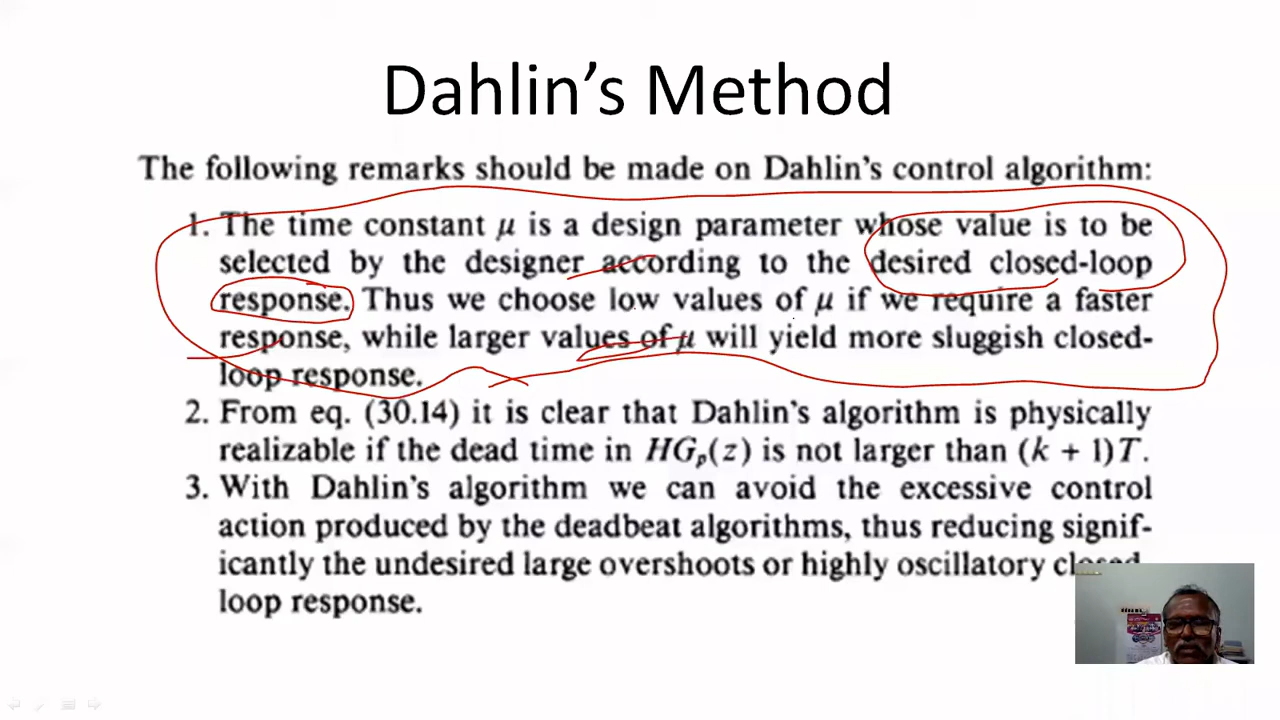 Dahlin’s Method
The following remarks should be made on Dahlin's control algorithm:
1. The time constant μ is a design parameter whose value is to be
selected by the designer according to the desired closed-loop
response. Thus we choose low values of μ if we require a faster
response, while larger values of μ will yield more sluggish closed-
loop response.
2. From eq. (30.14) it is clear that Dahlin's algorithm is physically
realizable if the dead time in HGₚ(z) is not larger than (k + 1)T.
3. With Dahlin's algorithm we can avoid the excessive control
action produced by the deadbeat algorithms, thus reducing signif-
icantly the undesired large overshoots or highly oscillatory closed-
loop response.